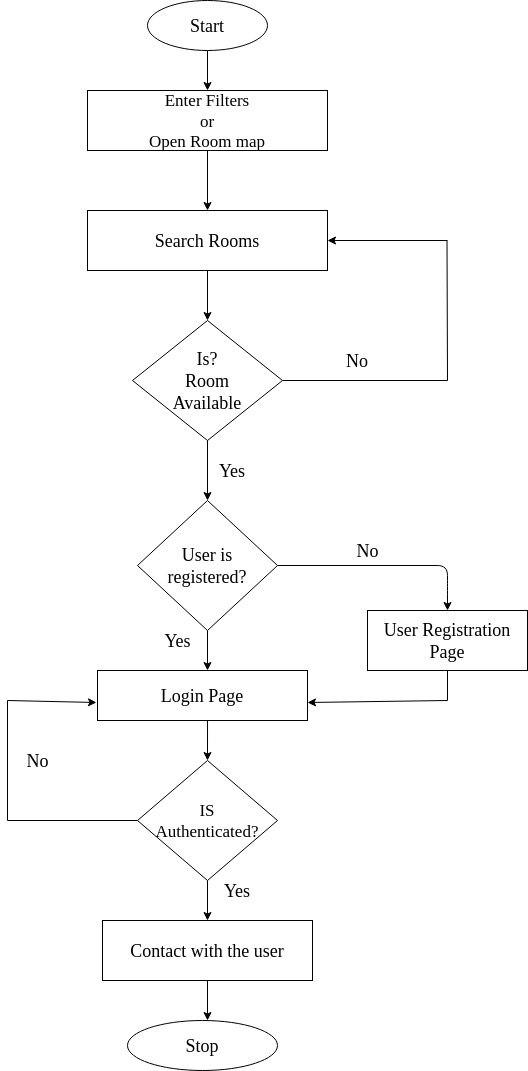 Start
Enter Filters
or
Open Room map
Search Rooms
Is?
Room
Available
No
Yes
User is
registered?
No
Yes
User Registration
Page
Login Page
No
IS
Authenticated?
Yes
Contact with the user
Stop